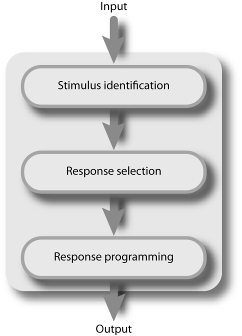 Input
Stimulus identification
Response selection
Response programming
Output